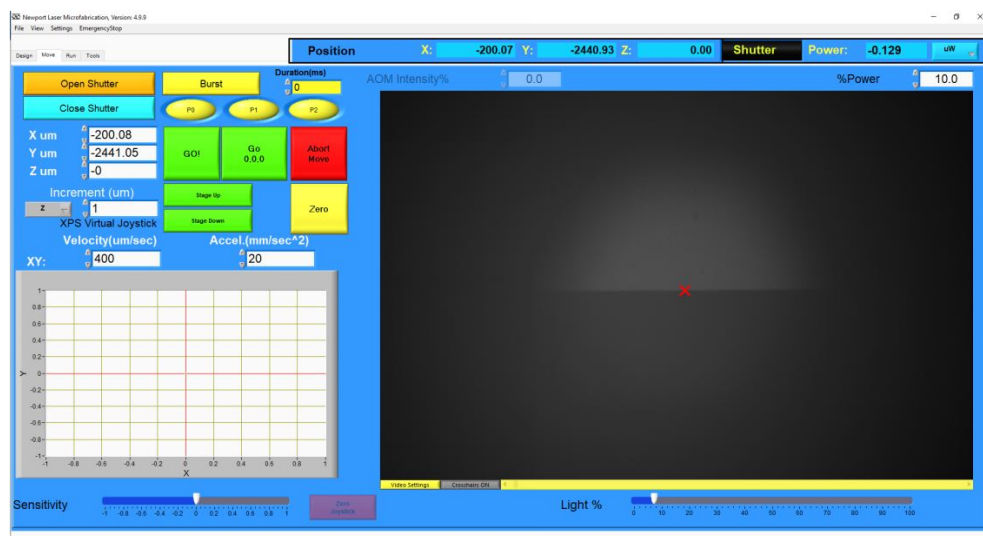 Newport Laser Microfabrication, Version: 4.9.9
File View Settings EmergencyStop
Design Move Run Tools
Position X: -200.07 Y: -2440.93 Z: 0.00 Shutter Power: -0.129 uW
Open Shutter Burst Duration(ms) 0
AOM Intensity% 0.0 %Power 10.0
Close Shutter P0 P1 P2
X um -200.08
Y um -2441.05
Z um -0
GO! Go 0,0,0 Abort Move
Increment (um)
Z 1
XPS Virtual Joystick
Stage Up
Stage Down
Zero
Velocity(um/sec) Accel.(mm/sec^2)
XY: 400 20
1
0.8
0.6
0.4
0.2
Y 0
-0.2
-0.4
-0.6
-0.8
-1
-1 -0.8 -0.6 -0.4 -0.2 0 0.2 0.4 0.6 0.8 1
X
Video Settings Crosshairs ON
Sensitivity
-1 -0.8 -0.6 -0.4 -0.2 0 0.2 0.4 0.6 0.8 1
Zero Joystick
Light %
0 10 20 30 40 50 60 70 80 90 100